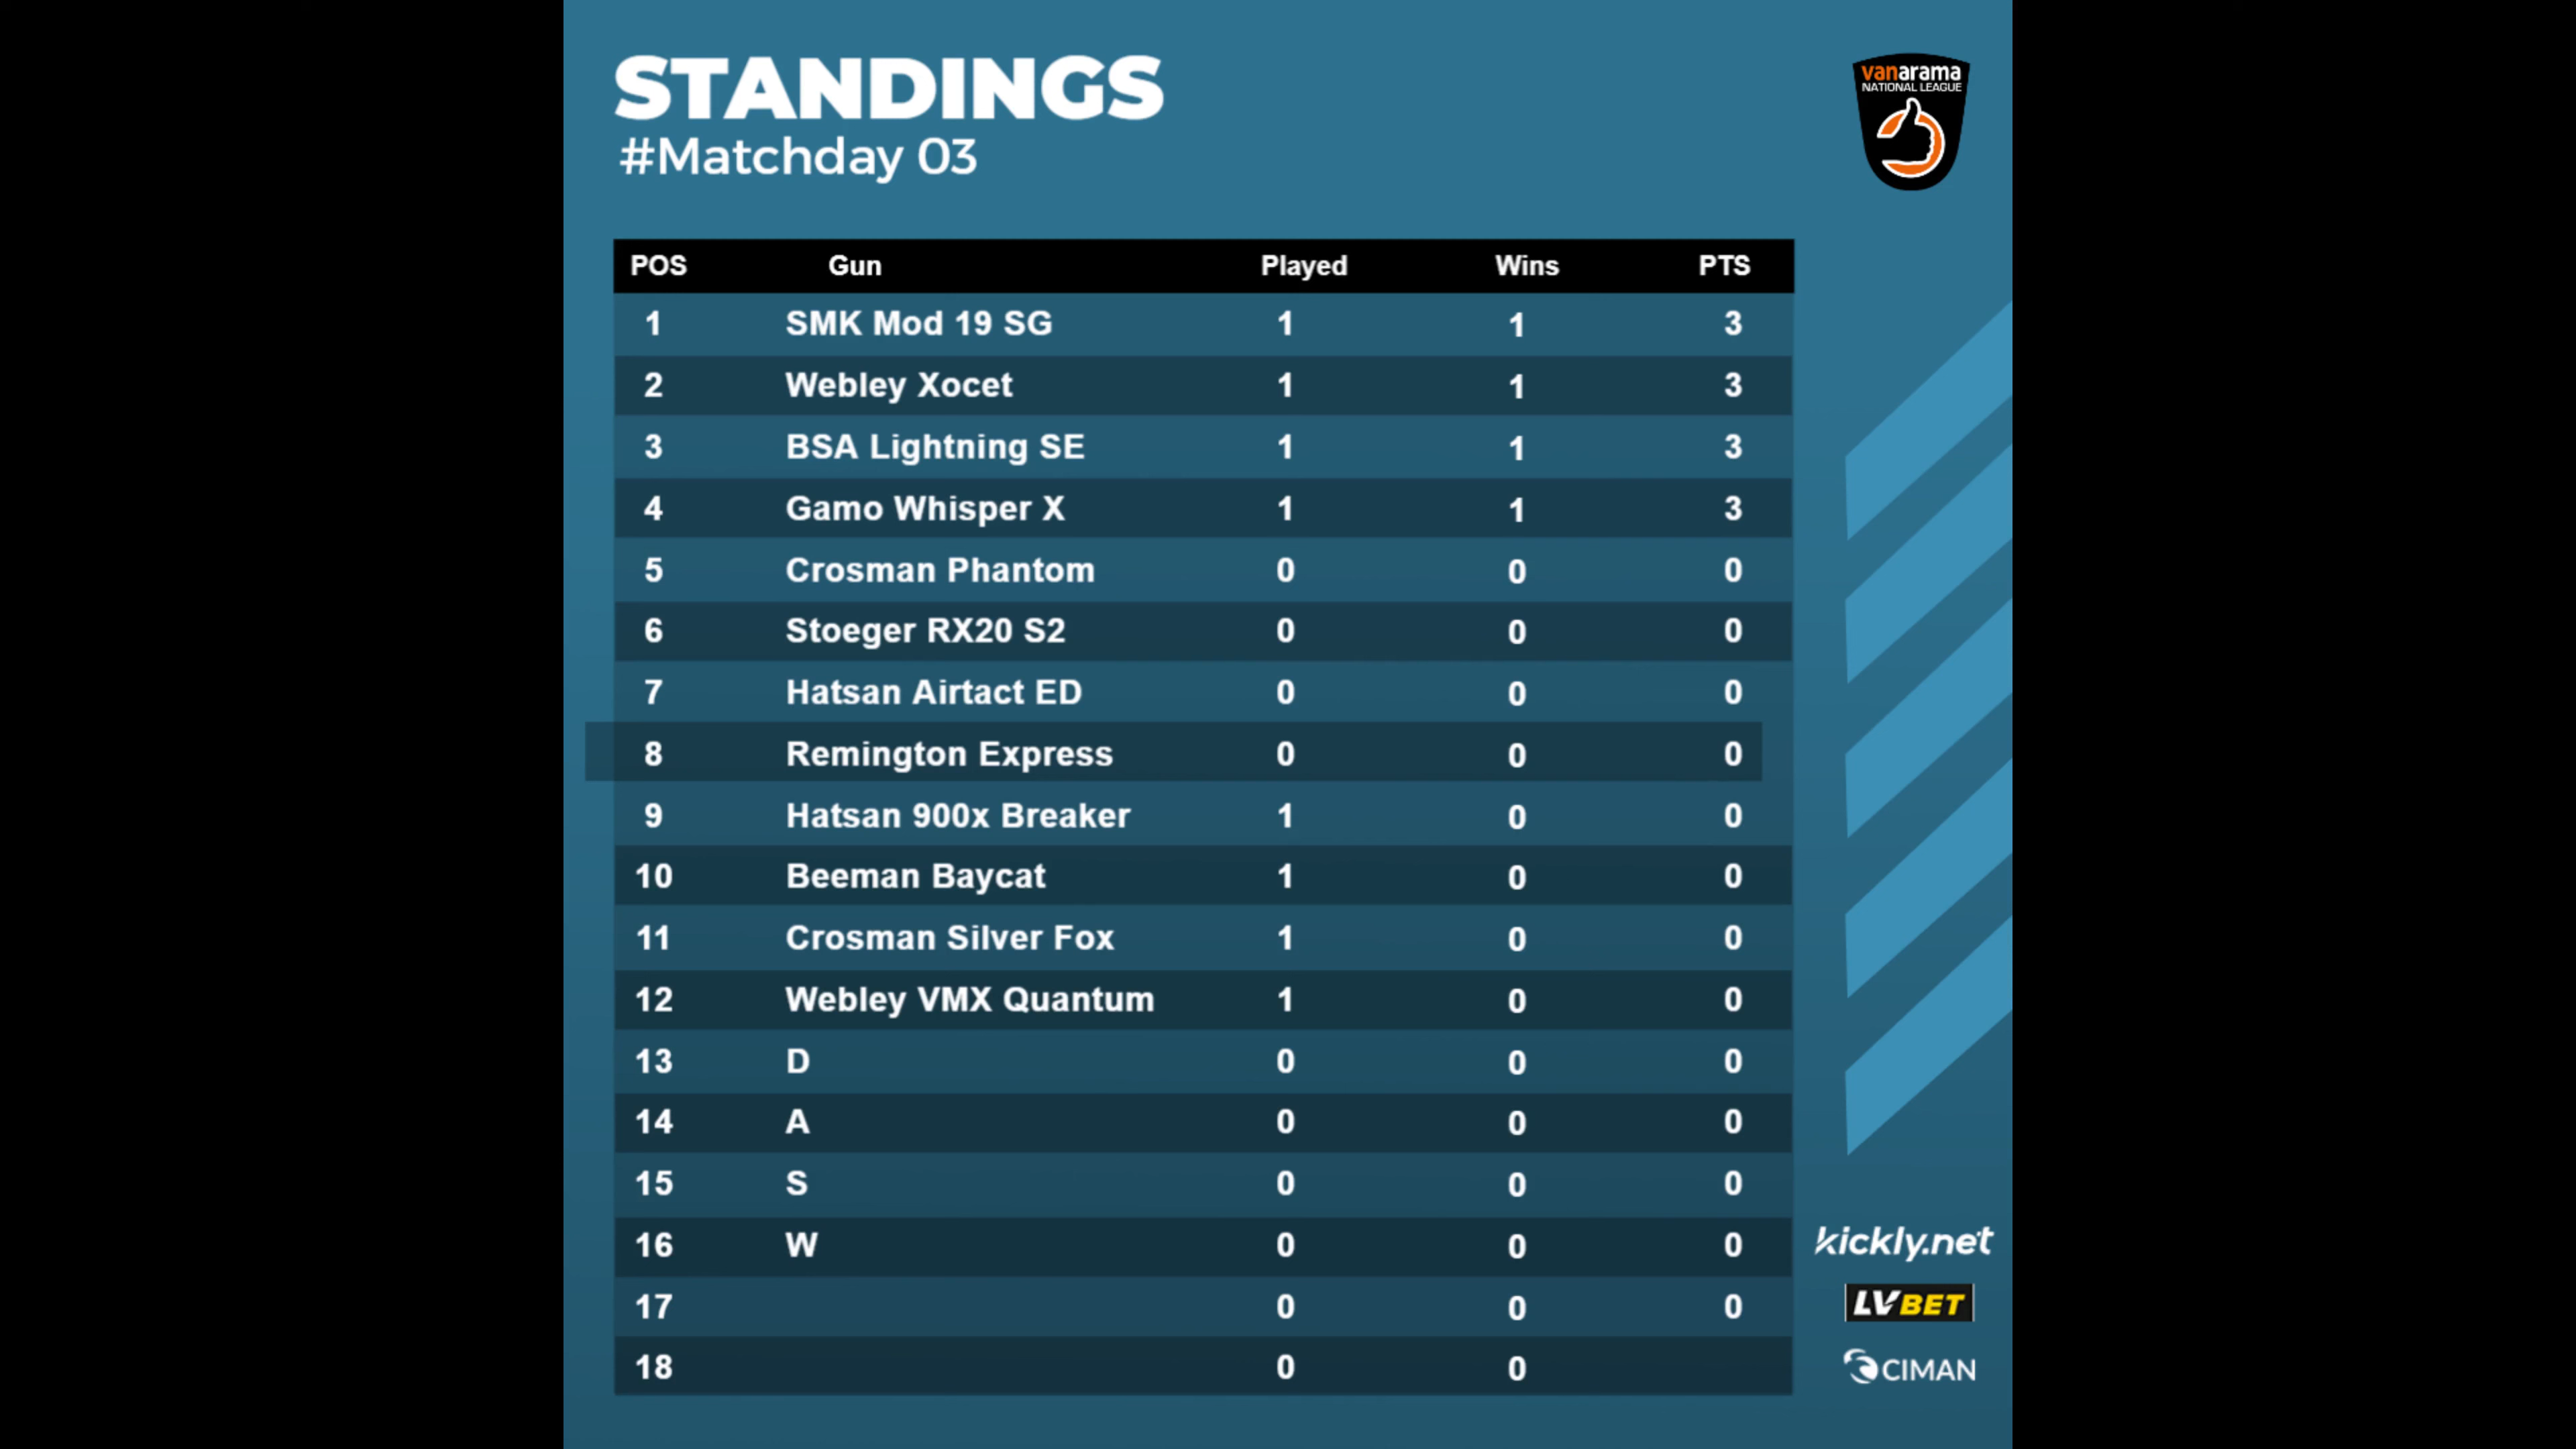 STANDINGS
#Matchday 03
vanarama
NATIONAL LEAGUE
POS Gun Played Wins PTS
1 SMK Mod 19 SG 1 1 3
2 Webley Xocet 1 1 3
3 BSA Lightning SE 1 1 3
4 Gamo Whisper X 1 1 3
5 Crosman Phantom 0 0 0
6 Stoeger RX20 S2 0 0 0
7 Hatsan Airtact ED 0 0 0
8 Remington Express 0 0 0
9 Hatsan 900x Breaker 1 0 0
10 Beeman Baycat 1 0 0
11 Crosman Silver Fox 1 0 0
12 Webley VMX Quantum 1 0 0
13 D 0 0 0
14 A 0 0 0
15 S 0 0 0
16 W 0 0 0
17 0 0 0
18 0 0
kickly.net
LVBET
CIMAN